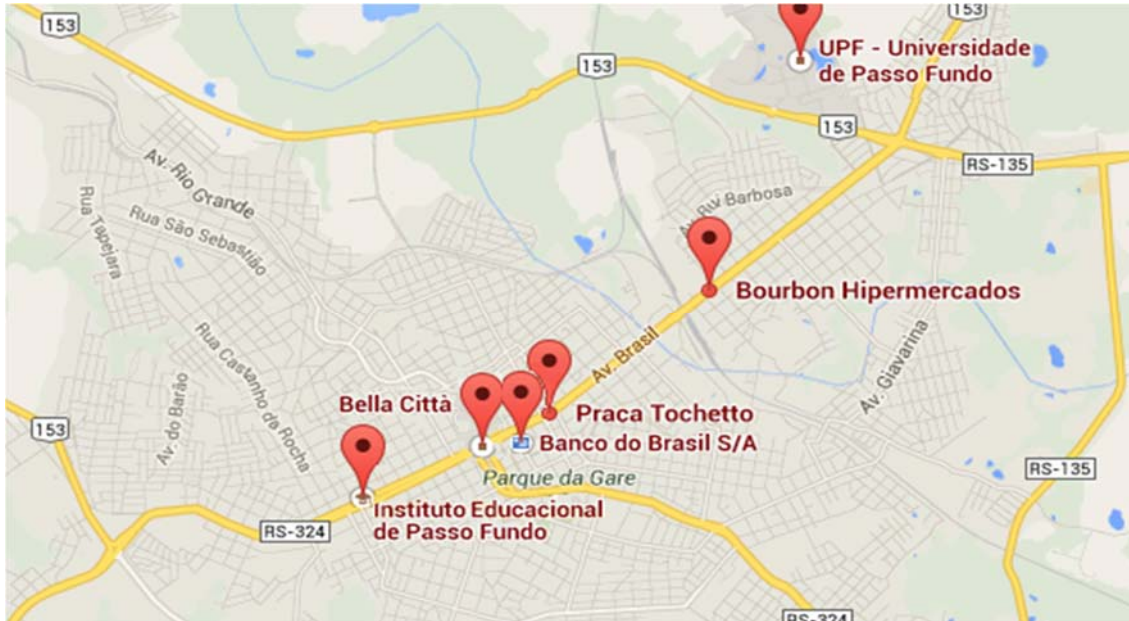 153
153
UPF - Universidade
de Passo Fundo
153
153
RS-135
Av. Rio Grande
Av. Rui Barbosa
Rua Tapejara
Rua São Sebastião
Bourbon Hipermercados
Rua Castanho da Rocha
Av. Brasil
Av. Giavarina
Av. do Barão
Bella Città
Praca Tochetto
153
Banco do Brasil S/A
Parque da Gare
RS-135
Instituto Educacional
de Passo Fundo
RS-324
RS-324